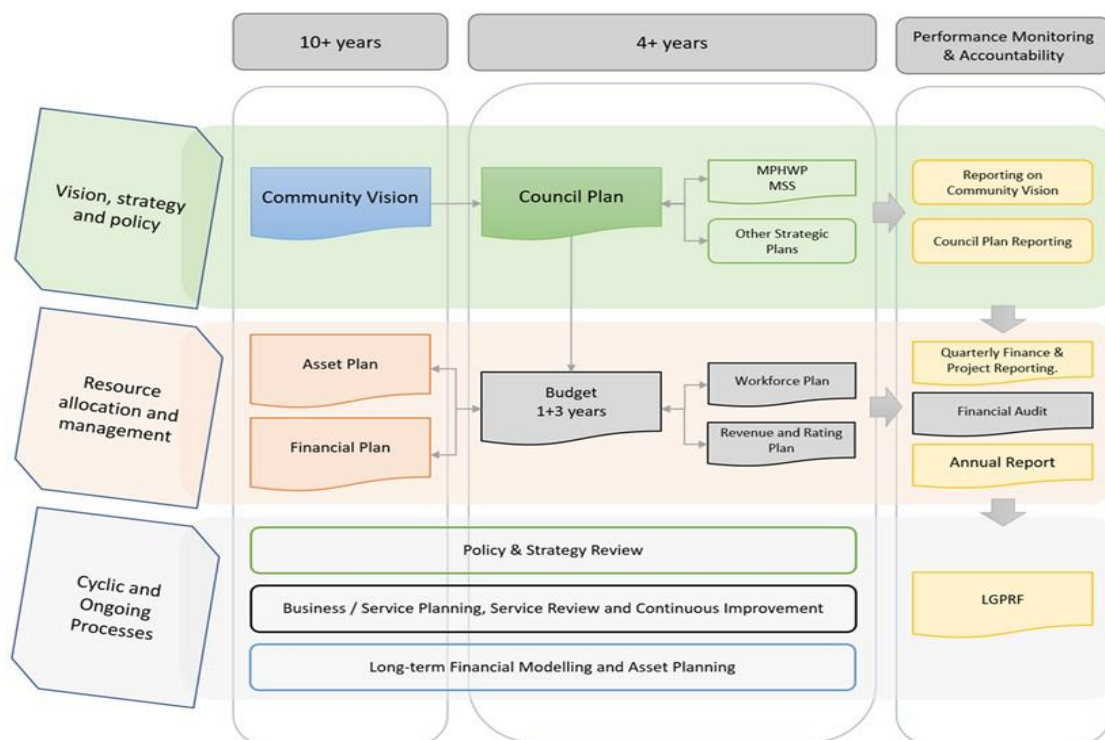 10+ years
4+ years
Performance Monitoring
& Accountability
Vision, strategy
and policy
Community Vision
Council Plan
MPHWP
MSS
Other Strategic
Plans
Reporting on
Community Vision
Council Plan Reporting
Resource
allocation and
management
Asset Plan
Financial Plan
Budget
1+3 years
Workforce Plan
Revenue and Rating
Plan
Quarterly Finance &
Project Reporting.
Financial Audit
Annual Report
Cyclic and
Ongoing
Processes
Policy & Strategy Review
Business / Service Planning, Service Review and Continuous Improvement
Long-term Financial Modelling and Asset Planning
LGPRF